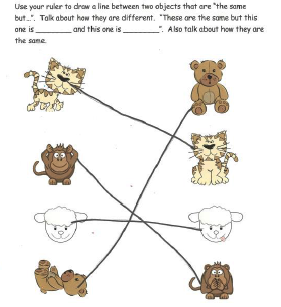 Use your ruler to draw a line between two objects that are "the same
but...". Talk about how they are different. "These are the same but this
one is ________ and this one is ________". Also talk about how they are
the same.